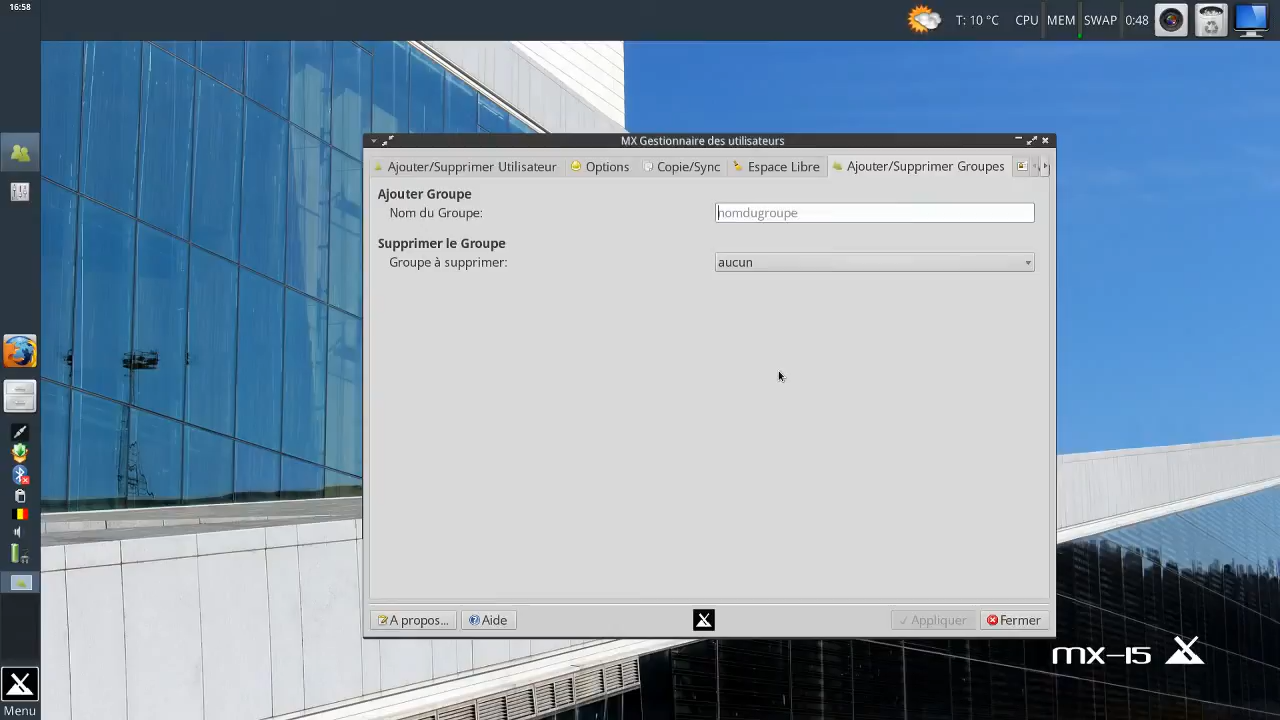 16:58
T: 10 °C CPU MEM SWAP 0:48
MX Gestionnaire des utilisateurs
Ajouter/Supprimer Utilisateur Options Copie/Sync Espace Libre Ajouter/Supprimer Groupes
Ajouter Groupe
Nom du Groupe: nomdugroupe
Supprimer le Groupe
Groupe à supprimer: aucun
A propos... Aide Appliquer Fermer
mx-15
Menu